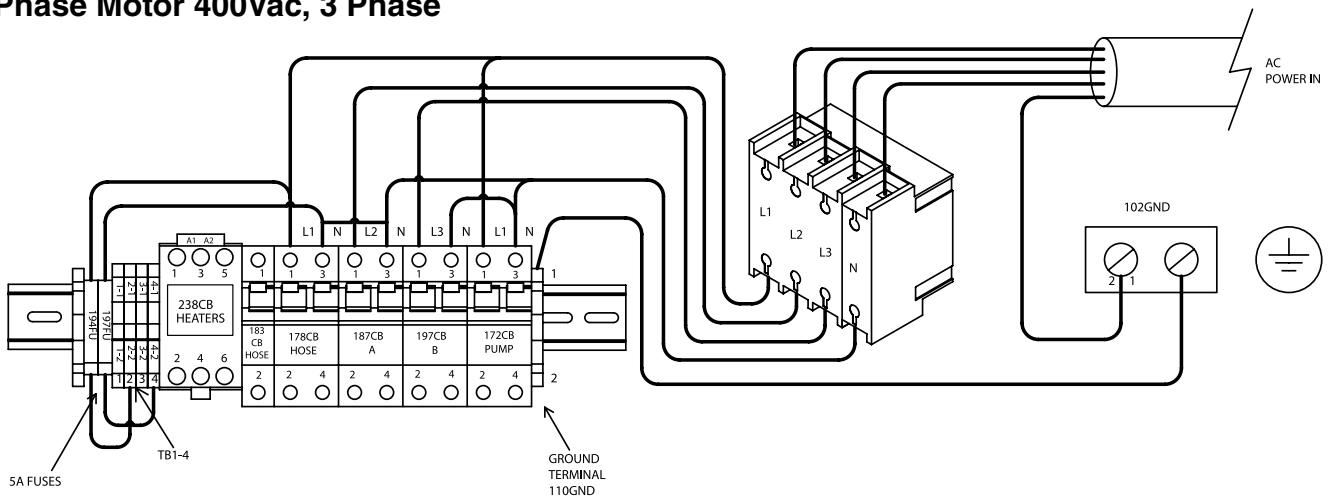 Phase Motor 400Vac, 3 Phase
AC
POWER IN
102GND
2 1
L1
L2
L3
N
L1 N L2 N L3 N L1 N
A1 A2
1 3 5
1
1 3
1 3
1 3
1 3
1
238CB
HEATERS
194FU
197FU
1-1
2-1
3-1
4-1
1-2
2-2
3-2
4-2
1 2 3 4
183
CB
HOSE
178CB
HOSE
187CB
A
197CB
B
172CB
PUMP
2 4 6
2
2 4
2 4
2 4
2 4
2
TB1-4
5A FUSES
GROUND
TERMINAL
110GND